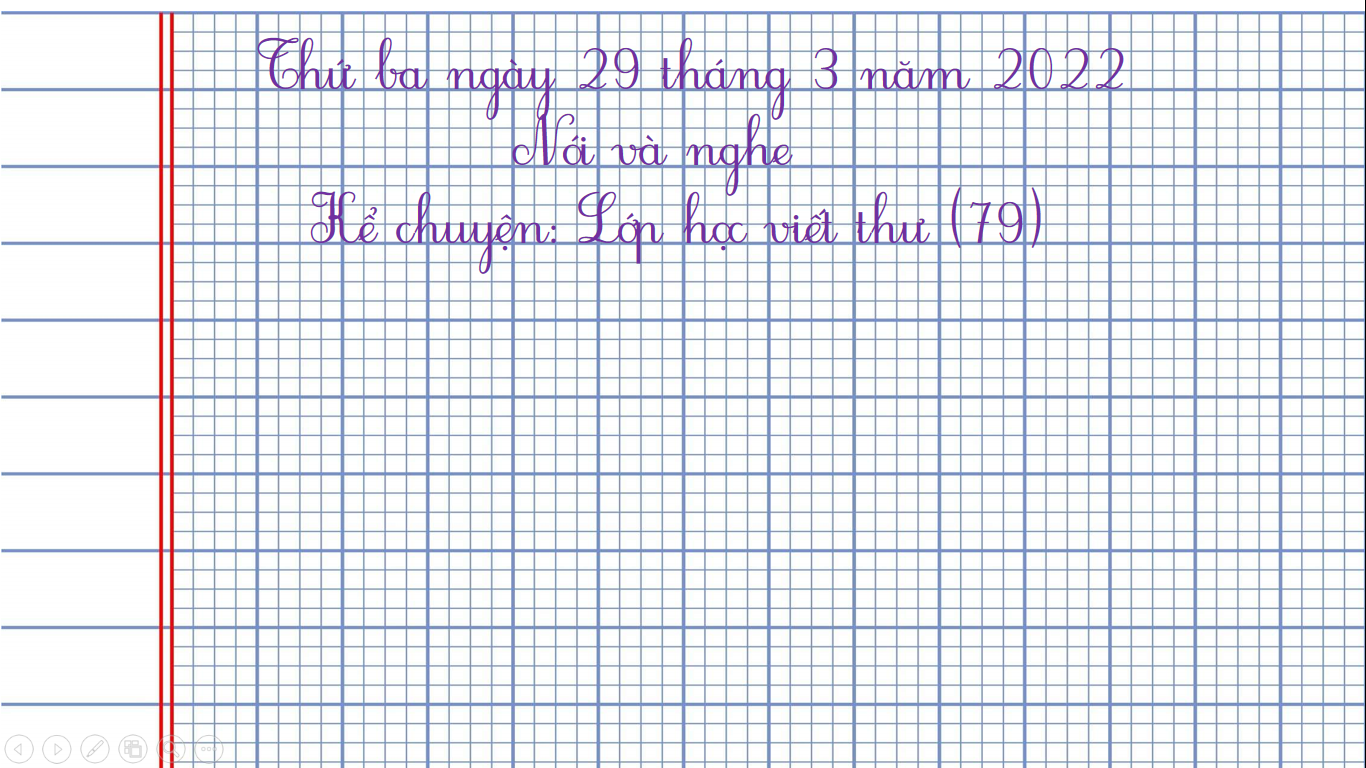 Thứ ba ngày 29 tháng 3 năm 2022
Nói và nghe
Kể chuyện: Lớp học viết thư (79)